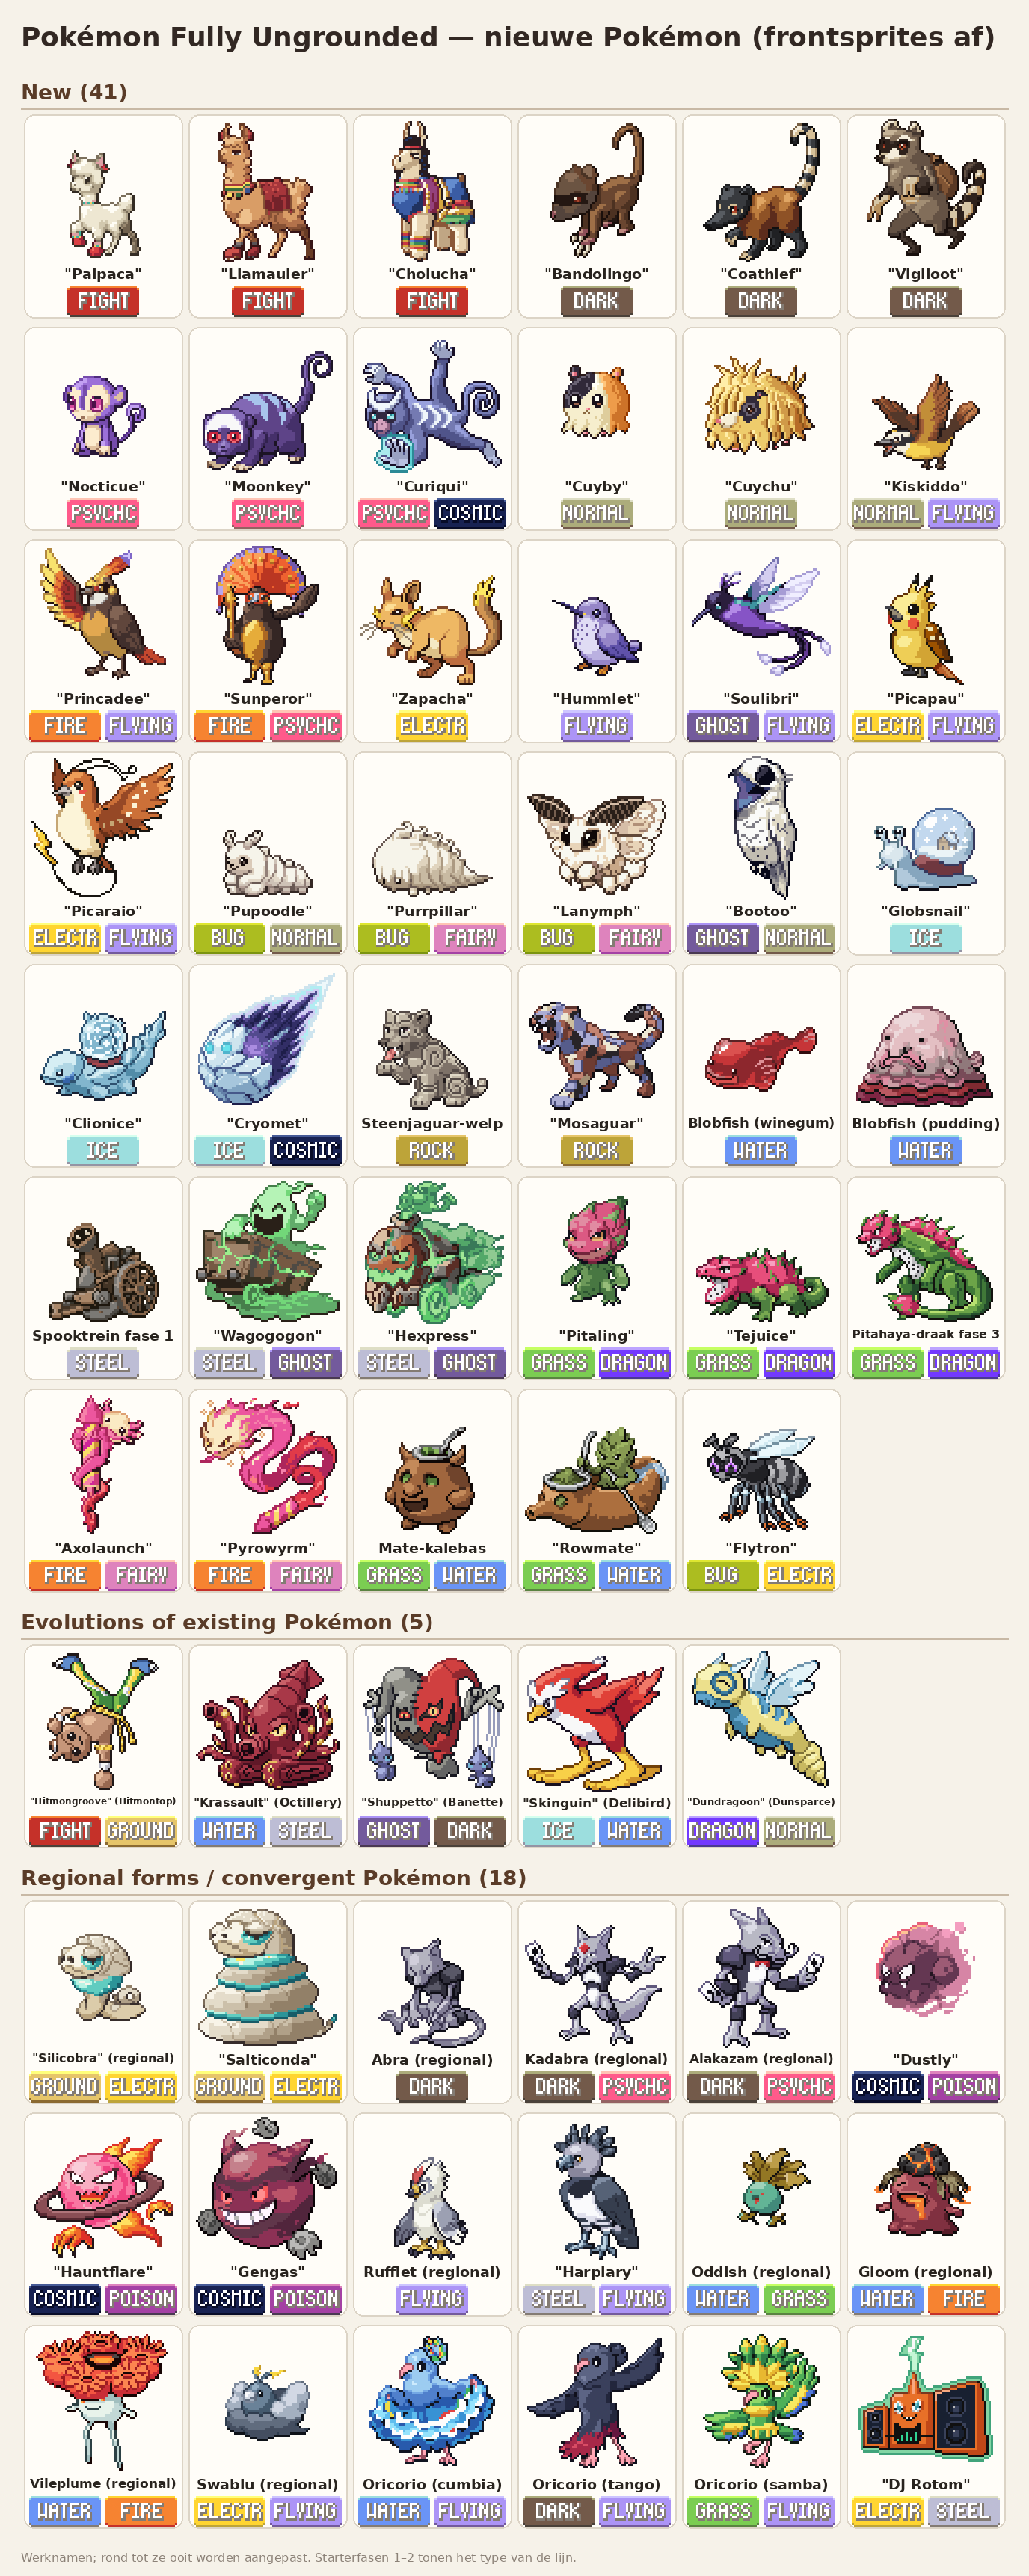 Pokémon Fully Ungrounded — nieuwe Pokémon (frontsprites af)
New (41)
"Palpaca" "Llamauler" "Cholucha" "Bandolingo" "Coathief" "Vigiloot"
FIGHT FIGHT FIGHT DARK DARK DARK
"Nocticue" "Moonkey" "Curiqui" "Cuyby" "Cuychu" "Kiskiddo"
PSYCHC PSYCHC PSYCHC COSMIC NORMAL NORMAL NORMAL FLYING
"Princadee" "Sunperor" "Zapacha" "Hummlet" "Soulibri" "Picapau"
FIRE FLYING FIRE PSYCHC ELECTR FLYING GHOST FLYING ELECTR FLYING
"Picaraio" "Pupoodle" "Purrpillar" "Lanymph" "Bootoo" "Globsnail"
ELECTR FLYING BUG NORMAL BUG FAIRY BUG FAIRY GHOST NORMAL ICE
"Clionice" "Cryomet" Steenjaguar-welp "Mosaguar" Blobfish (winegum) Blobfish (pudding)
ICE ICE COSMIC ROCK ROCK WATER WATER
Spooktrein fase 1 "Wagogogon" "Hexpress" "Pitaling" "Tejuice" Pitahaya-draak fase 3
STEEL STEEL GHOST STEEL GHOST GRASS DRAGON GRASS DRAGON GRASS DRAGON
"Axolaunch" "Pyrowyrm" Mate-kalebas "Rowmate" "Flytron"
FIRE FAIRY FIRE FAIRY GRASS WATER GRASS WATER BUG ELECTR
Evolutions of existing Pokémon (5)
"Hitmongroove" (Hitmontop) "Krassault" (Octillery) "Shuppetto" (Banette) "Skinguin" (Delibird) "Dundragoon" (Dunsparce)
FIGHT GROUND WATER STEEL GHOST DARK ICE WATER DRAGON NORMAL
Regional forms / convergent Pokémon (18)
"Silicobra" (regional) "Salticonda" Abra (regional) Kadabra (regional) Alakazam (regional) "Dustly"
GROUND ELECTR GROUND ELECTR DARK DARK PSYCHC DARK PSYCHC COSMIC POISON
"Hauntflare" "Gengas" Rufflet (regional) "Harpiary" Oddish (regional) Gloom (regional)
COSMIC POISON COSMIC POISON FLYING STEEL FLYING WATER GRASS WATER FIRE
Vileplume (regional) Swablu (regional) Oricorio (cumbia) Oricorio (tango) Oricorio (samba) "DJ Rotom"
WATER FIRE ELECTR FLYING WATER FLYING DARK FLYING GRASS FLYING ELECTR STEEL
Werknamen; rond tot ze ooit worden aangepast. Starterfasen 1–2 tonen het type van de lijn.